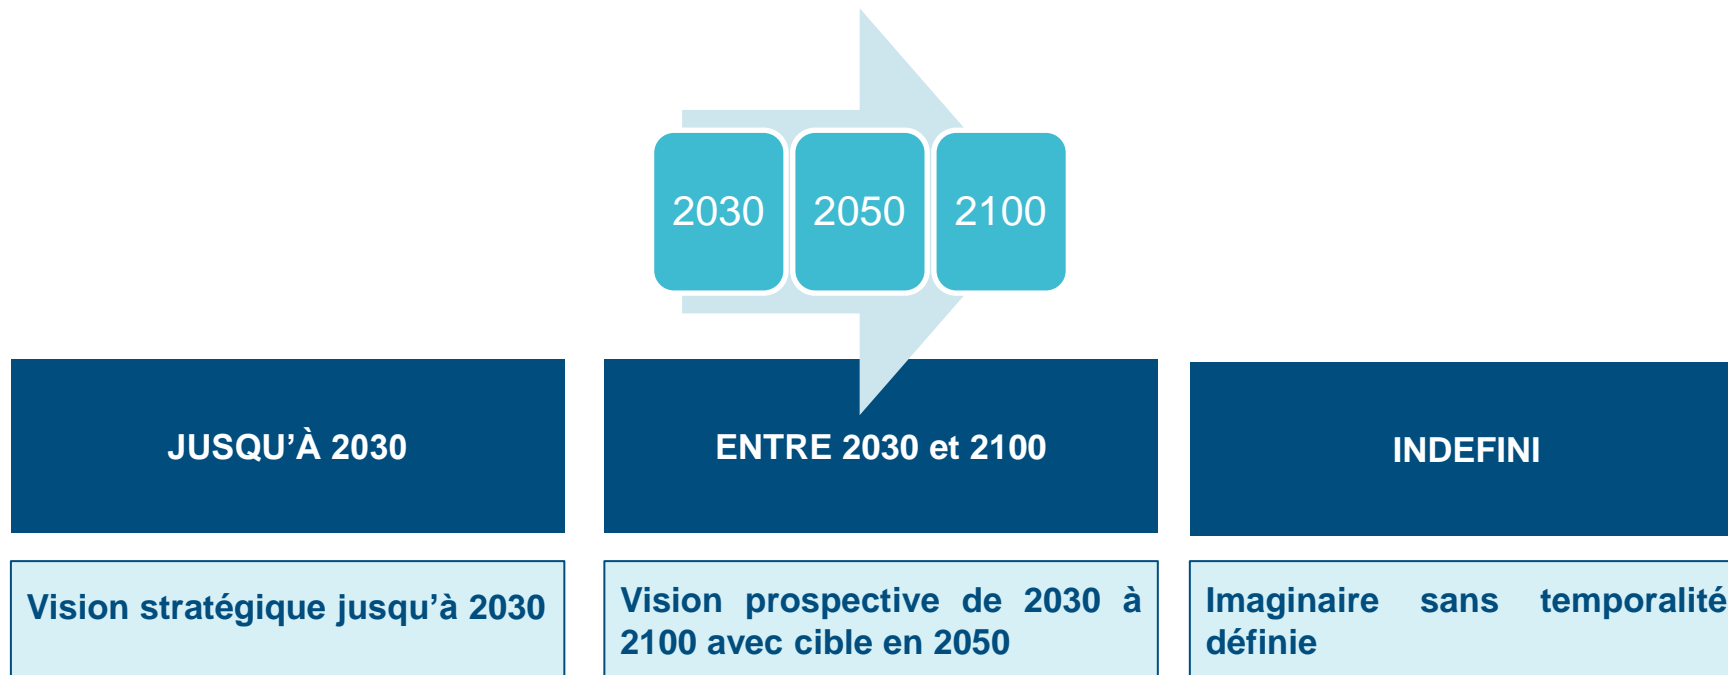 2030 2050 2100
JUSQU’À 2030
ENTRE 2030 et 2100
INDEFINI
Vision stratégique jusqu’à 2030
Vision prospective de 2030 à
2100 avec cible en 2050
Imaginaire sans temporalité
définie